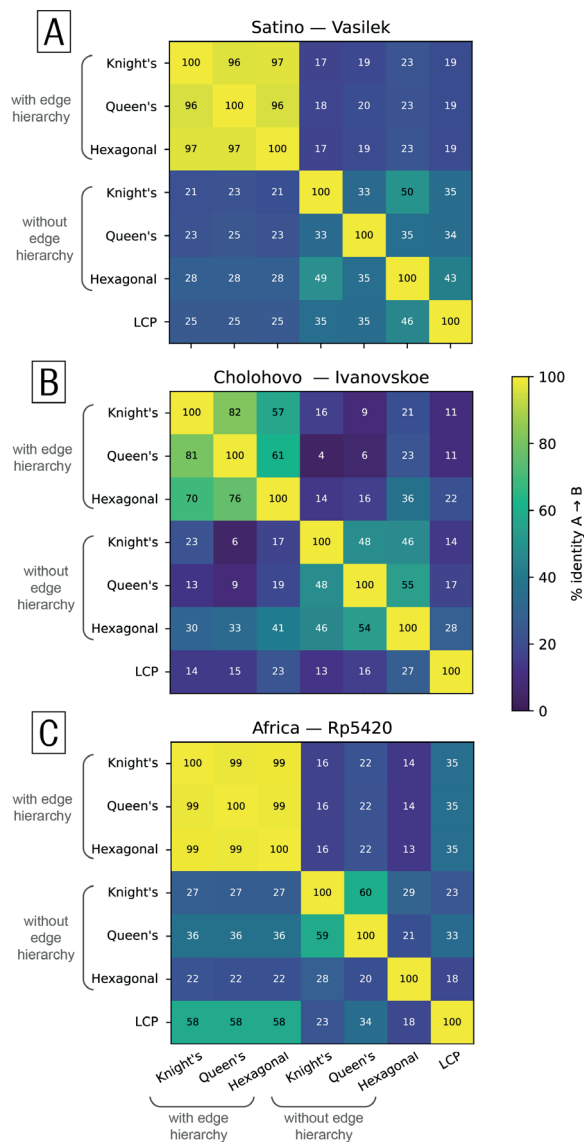 A
Satino — Vasilek
with edge
hierarchy
without
edge
hierarchy
Knight's 100 96 97 17 19 23 19
Queen's 96 100 96 18 20 23 19
Hexagonal 97 97 100 17 19 23 19
Knight's 21 23 21 100 33 50 35
Queen's 23 25 23 33 100 35 34
Hexagonal 28 28 28 49 35 100 43
LCP 25 25 25 35 35 46 100
B
Cholohovo — Ivanovskoe
with edge
hierarchy
without
edge
hierarchy
Knight's 100 82 57 16 9 21 11
Queen's 81 100 61 4 6 23 11
Hexagonal 70 76 100 14 16 36 22
Knight's 23 6 17 100 48 46 14
Queen's 13 9 19 48 100 55 17
Hexagonal 30 33 41 46 54 100 28
LCP 14 15 23 13 16 27 100
100
80
60
40
20
0
% identity A → B
C
Africa — Rp5420
with edge
hierarchy
without
edge
hierarchy
Knight's 100 99 99 16 22 14 35
Queen's 99 100 99 16 22 14 35
Hexagonal 99 99 100 16 22 13 35
Knight's 27 27 27 100 60 29 23
Queen's 36 36 36 59 100 21 33
Hexagonal 22 22 22 28 20 100 18
LCP 58 58 58 23 34 18 100
Knight's Queen's Hexagonal Knight's Queen's Hexagonal LCP
with edge
hierarchy
without edge
hierarchy